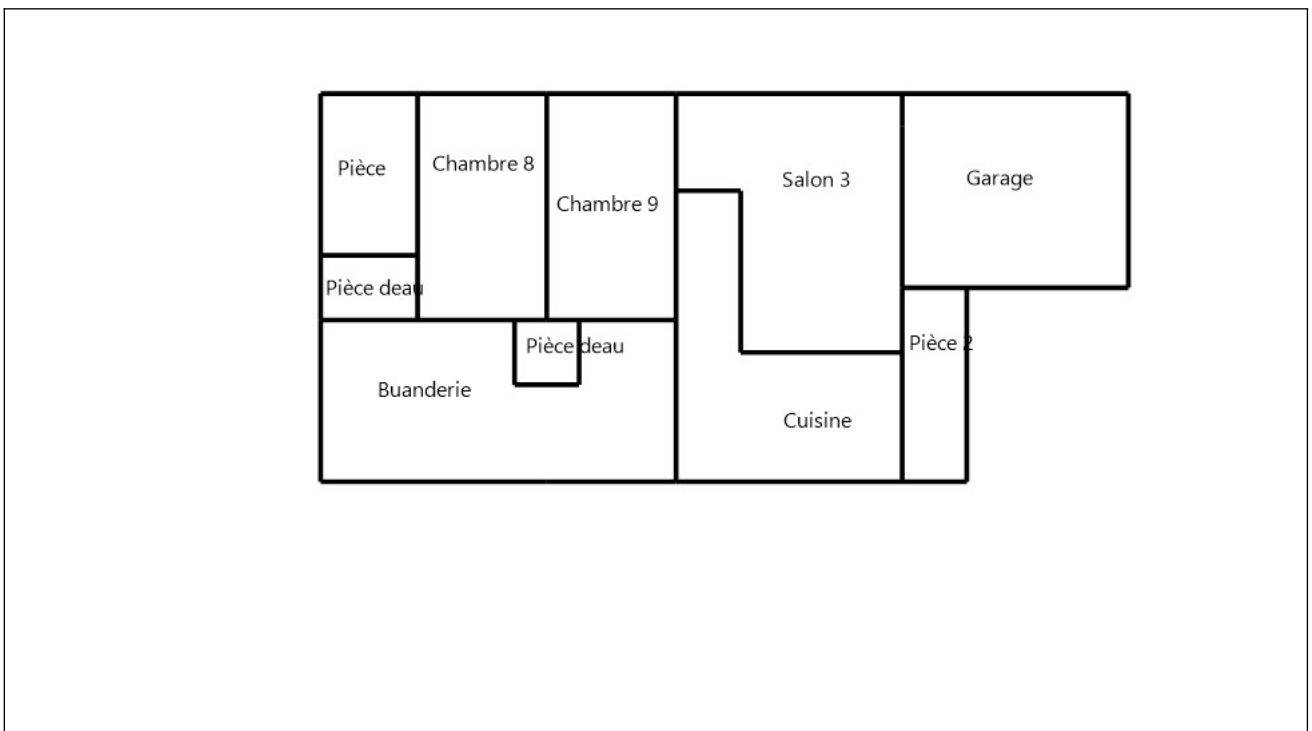 Pièce
Chambre 8
Chambre 9
Salon 3
Garage
Pièce deau
Pièce deau
Pièce 2
Buanderie
Cuisine